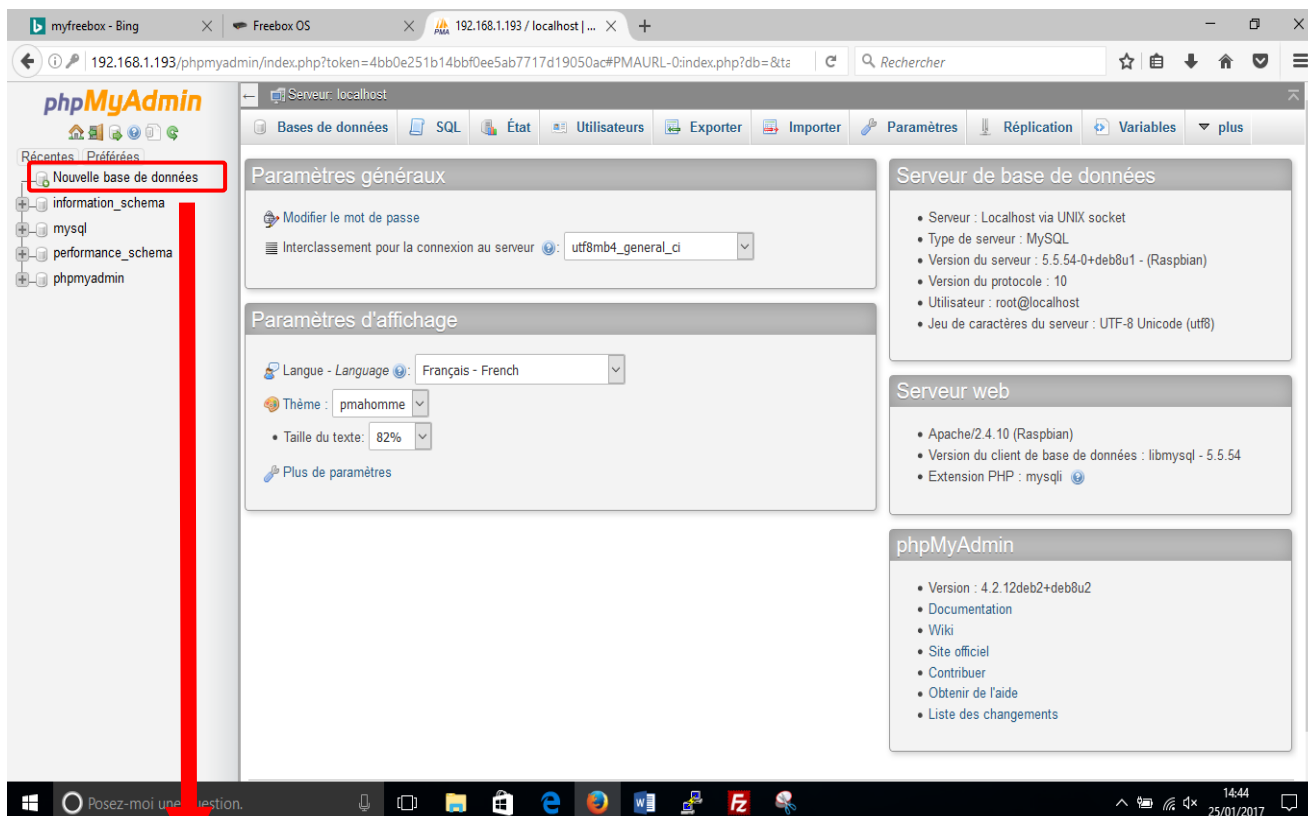 myfreebox - Bing
Freebox OS
192.168.1.193 / localhost | ...
192.168.1.193/phpmyadmin/index.php?token=4bb0e251b14bbf0ee5ab7717d19050ac#PMAURL-0:index.php?db=&ta
Rechercher
phpMyAdmin
Récentes Préférées
Nouvelle base de données
information_schema
mysql
performance_schema
phpmyadmin
Serveur: localhost
Bases de données SQL État Utilisateurs Exporter Importer Paramètres Réplication Variables plus
Paramètres généraux
Modifier le mot de passe
Interclassement pour la connexion au serveur : utf8mb4_general_ci
Paramètres d'affichage
Langue - Language : Français - French
Thème : pmahomme
• Taille du texte: 82%
Plus de paramètres
Serveur de base de données
• Serveur : Localhost via UNIX socket
• Type de serveur : MySQL
• Version du serveur : 5.5.54-0+deb8u1 - (Raspbian)
• Version du protocole : 10
• Utilisateur : root@localhost
• Jeu de caractères du serveur : UTF-8 Unicode (utf8)
Serveur web
• Apache/2.4.10 (Raspbian)
• Version du client de base de données : libmysql - 5.5.54
• Extension PHP : mysqli
phpMyAdmin
• Version : 4.2.12deb2+deb8u2
• Documentation
• Wiki
• Site officiel
• Contribuer
• Obtenir de l'aide
• Liste des changements
Posez-moi une question.
14:44
25/01/2017